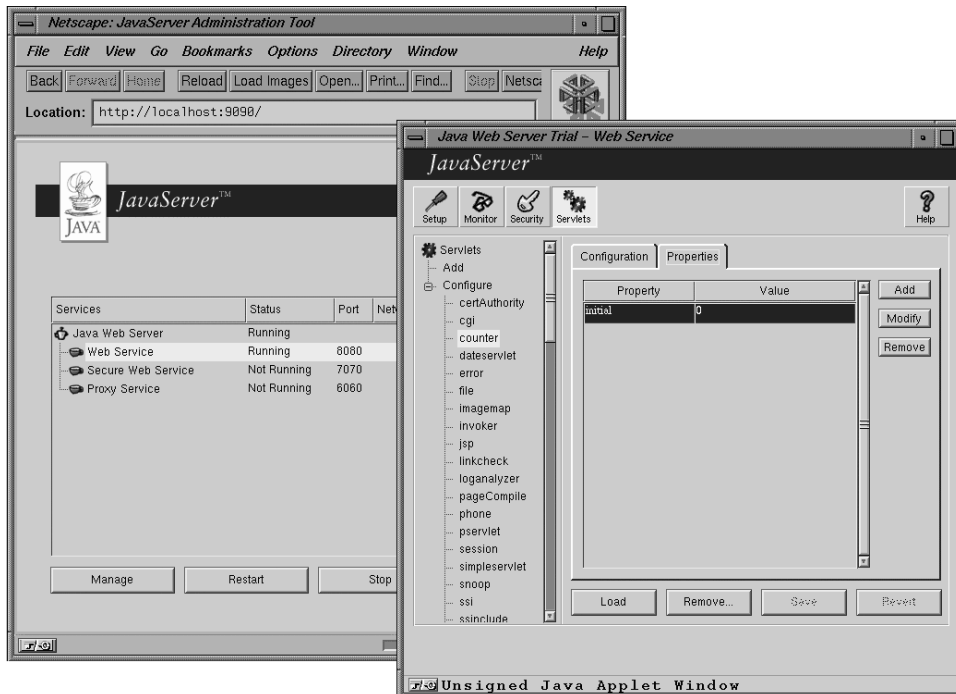 Netscape: JavaServer Administration Tool
File Edit View Go Bookmarks Options Directory Window Help
Back Forward Home Reload Load Images Open... Print... Find... Stop Netsca
Location: http://localhost:9090/
JavaServer™
JAVA
Services Status Port Net
Java Web Server Running
Web Service Running 8080
Secure Web Service Not Running 7070
Proxy Service Not Running 6060
Manage Restart Stop
Java Web Server Trial – Web Service
JavaServer™
Setup Monitor Security Servlets Help
Servlets
Add
Configure
certAuthority
cgi
counter
dateservlet
error
file
imagemap
invoker
jsp
linkcheck
loganalyzer
pageCompile
phone
pservlet
session
simpleservlet
snoop
ssi
ssinclude
Configuration Properties
Property Value
initial 0
Add
Modify
Remove
Load Remove... Save Revert
Unsigned Java Applet Window